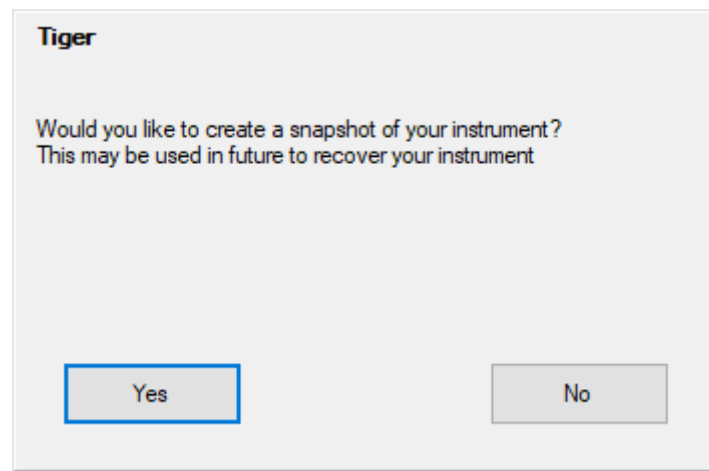 Tiger
Would you like to create a snapshot of your instrument?
This may be used in future to recover your instrument
Yes
No